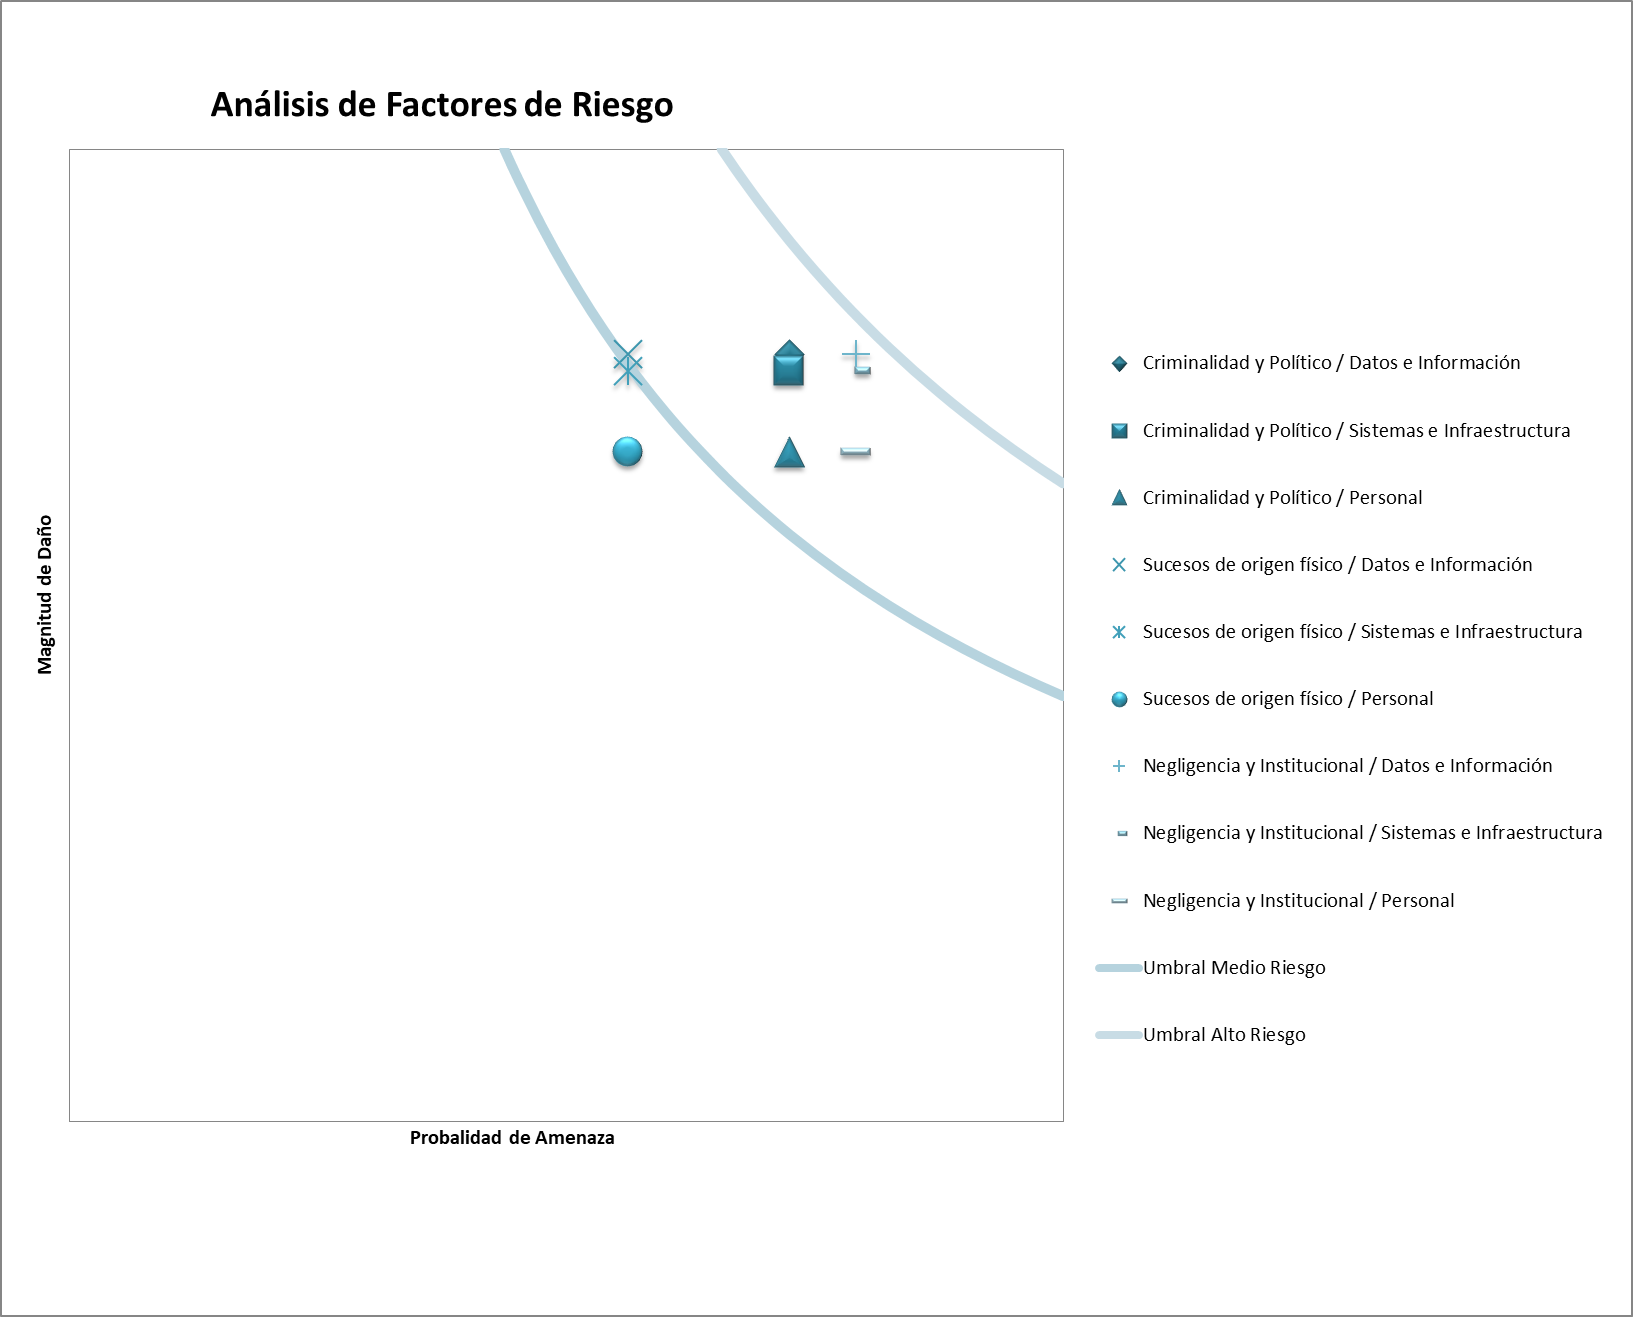 Análisis de Factores de Riesgo
Magnitud de Daño
Probalidad de Amenaza
Criminalidad y Político / Datos e Información
Criminalidad y Político / Sistemas e Infraestructura
Criminalidad y Político / Personal
Sucesos de origen físico / Datos e Información
Sucesos de origen físico / Sistemas e Infraestructura
Sucesos de origen físico / Personal
Negligencia y Institucional / Datos e Información
Negligencia y Institucional / Sistemas e Infraestructura
Negligencia y Institucional / Personal
Umbral Medio Riesgo
Umbral Alto Riesgo